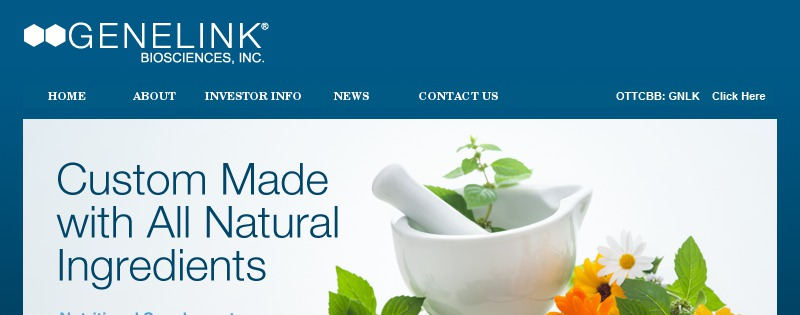 GENELINK®
BIOSCIENCES, INC.
HOME ABOUT INVESTOR INFO NEWS CONTACT US OTTCBB: GNLK Click Here
Custom Made
with All Natural
Ingredients